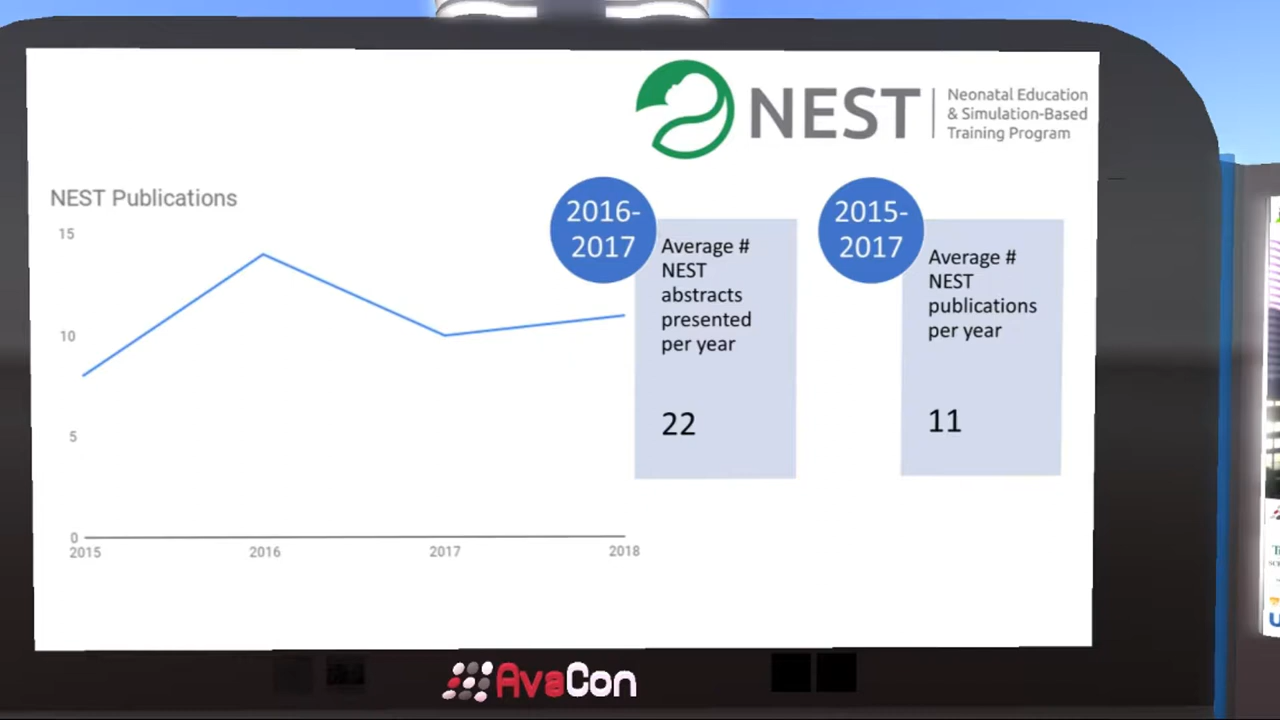 NEST
Neonatal Education
& Simulation-Based
Training Program
NEST Publications
15
10
5
0
2015
2016
2017
2018
2016-
2017
Average #
NEST
abstracts
presented
per year
22
2015-
2017
Average #
NEST
publications
per year
11
AvaCon